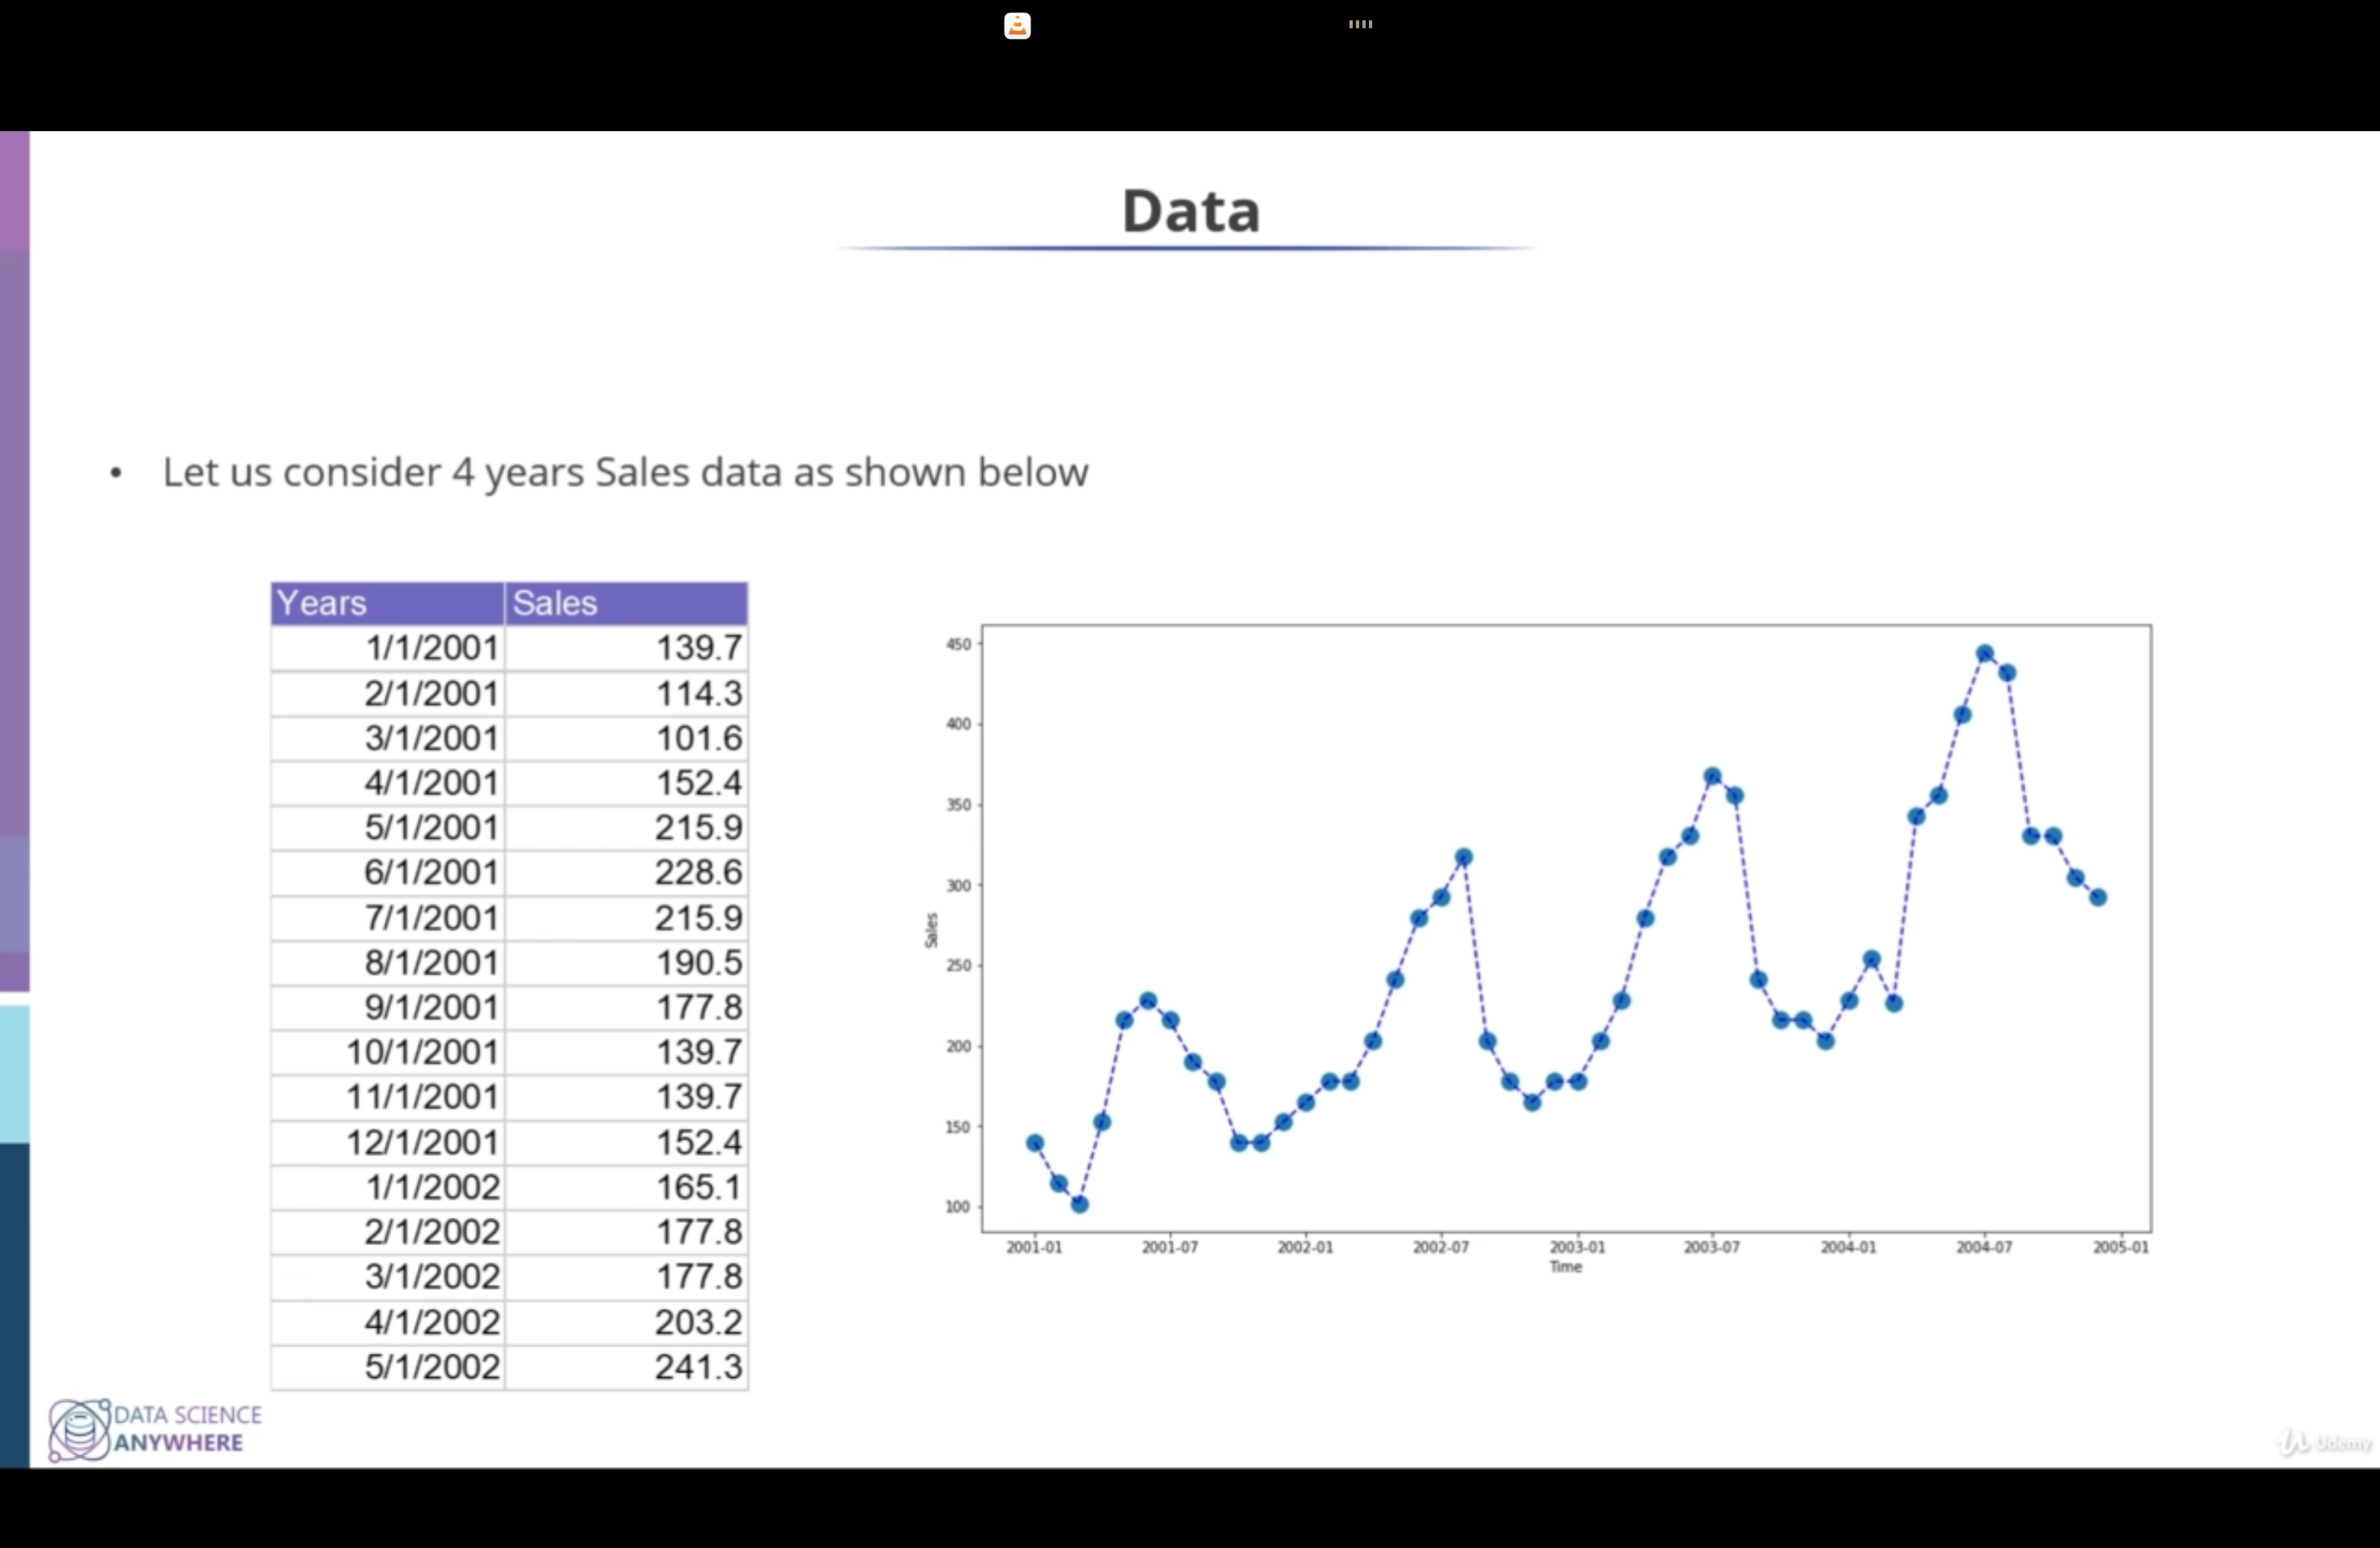 Data
• Let us consider 4 years Sales data as shown below
Years Sales
1/1/2001 139.7
2/1/2001 114.3
3/1/2001 101.6
4/1/2001 152.4
5/1/2001 215.9
6/1/2001 228.6
7/1/2001 215.9
8/1/2001 190.5
9/1/2001 177.8
10/1/2001 139.7
11/1/2001 139.7
12/1/2001 152.4
1/1/2002 165.1
2/1/2002 177.8
3/1/2002 177.8
4/1/2002 203.2
5/1/2002 241.3
450
400
350
300
250
200
150
100
Sales
2001-01 2001-07 2002-01 2002-07 2003-01 2003-07 2004-01 2004-07 2005-01
Time
DATA SCIENCE
ANYWHERE
Udemy